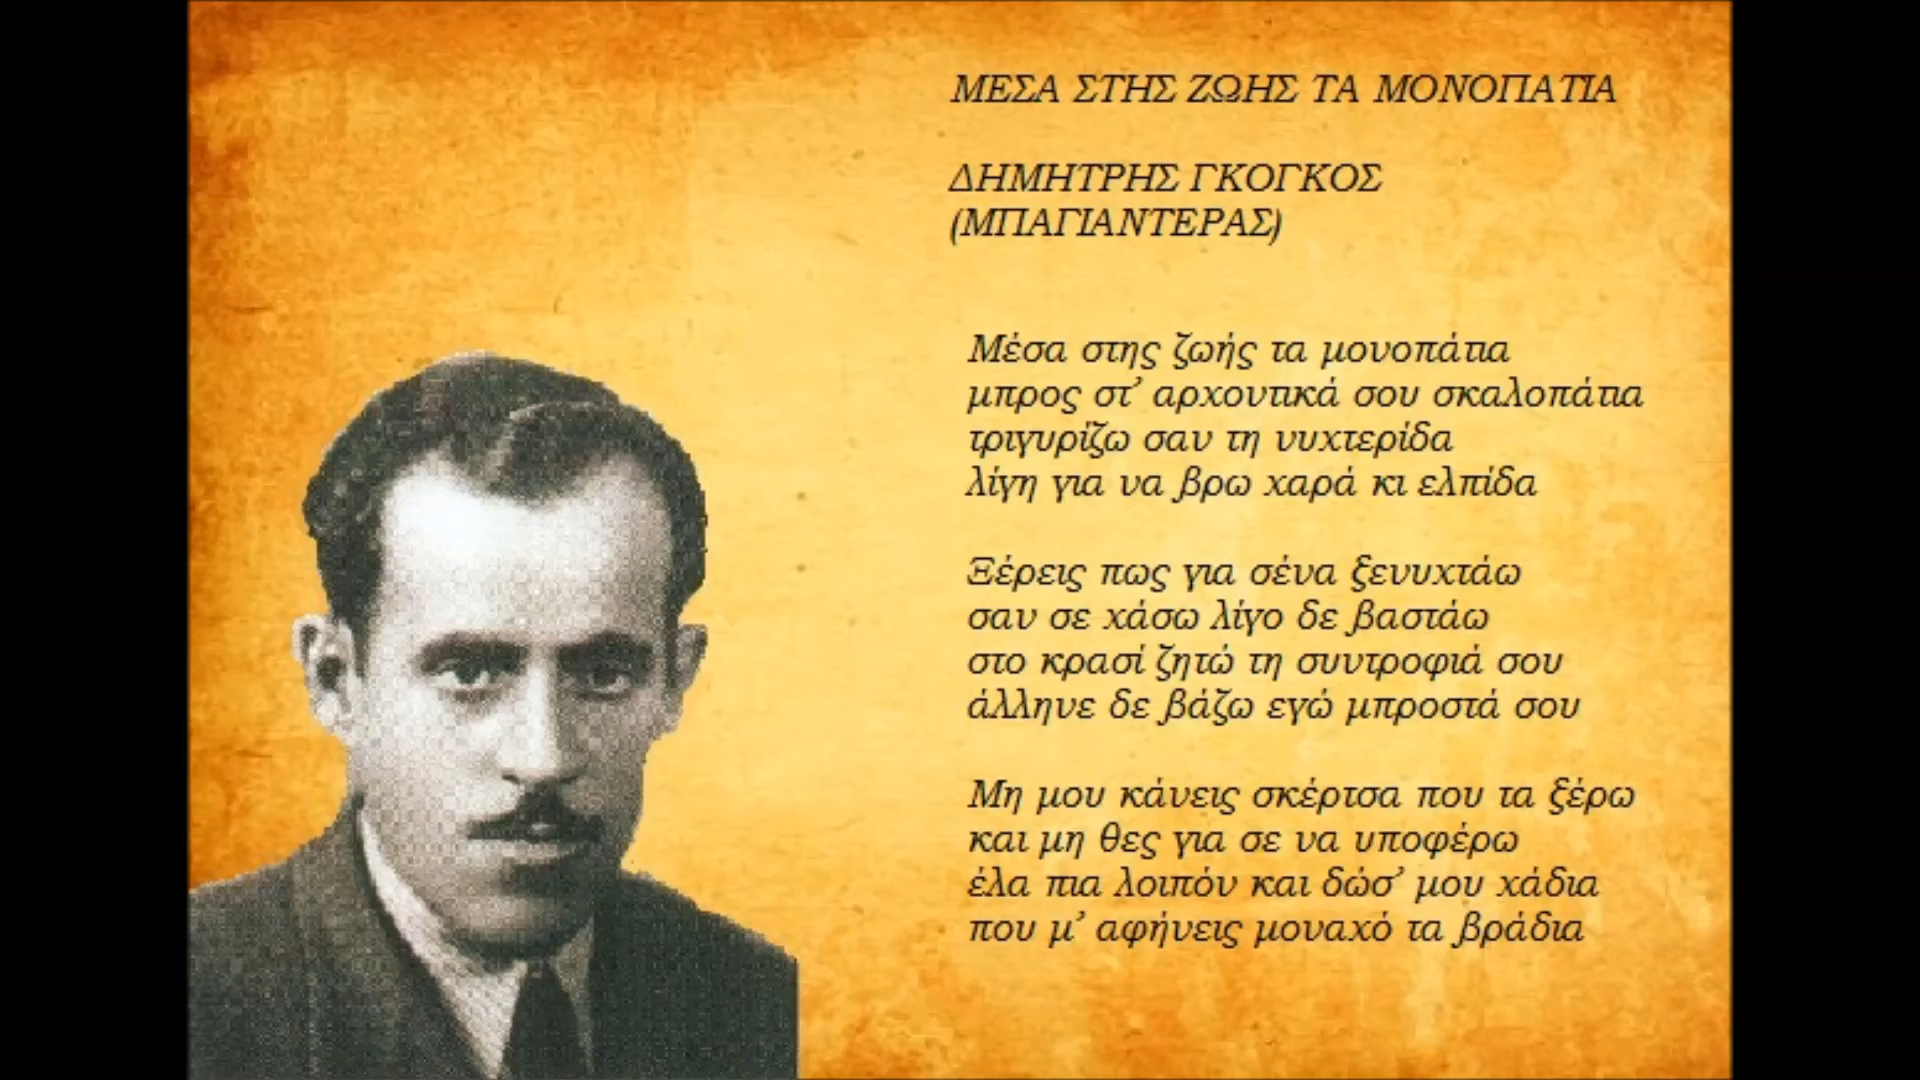 ΜΕΣΑ ΣΤΗΣ ΖΩΗΣ ΤΑ ΜΟΝΟΠΑΤΙΑ
ΔΗΜΗΤΡΗΣ ΓΚΟΓΚΟΣ
(ΜΠΑΓΙΑΝΤΕΡΑΣ)
Μέσα στης ζωής τα μονοπάτια
μπρος στ’ αρχοντικά σου σκαλοπάτια
τριγυρίζω σαν τη νυχτερίδα
λίγη για να βρω χαρά κι ελπίδα
Ξέρεις πως για σένα ξενυχτάω
σαν σε χάσω λίγο δε βαστάω
στο κρασί ζητώ τη συντροφιά σου
άλληνε δε βάζω εγώ μπροστά σου
Μη μου κάνεις σκέρτσα που τα ξέρω
και μη θες για σε να υποφέρω
έλα πια λοιπόν και δώσ’ μου χάδια
που μ’ αφήνεις μοναχό τα βράδια